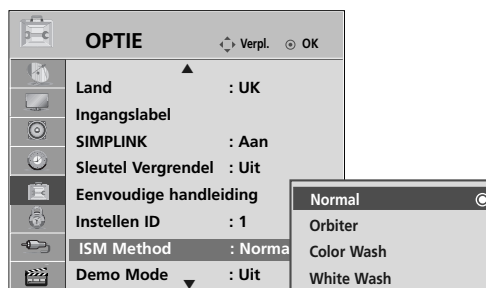 OPTIE Verpl. OK
Land : UK
Ingangslabel
SIMPLINK : Aan
Sleutel Vergrendel : Uit
Eenvoudige handleiding
Instellen ID : 1
ISM Method : Norma
Demo Mode : Uit
Normal
Orbiter
Color Wash
White Wash